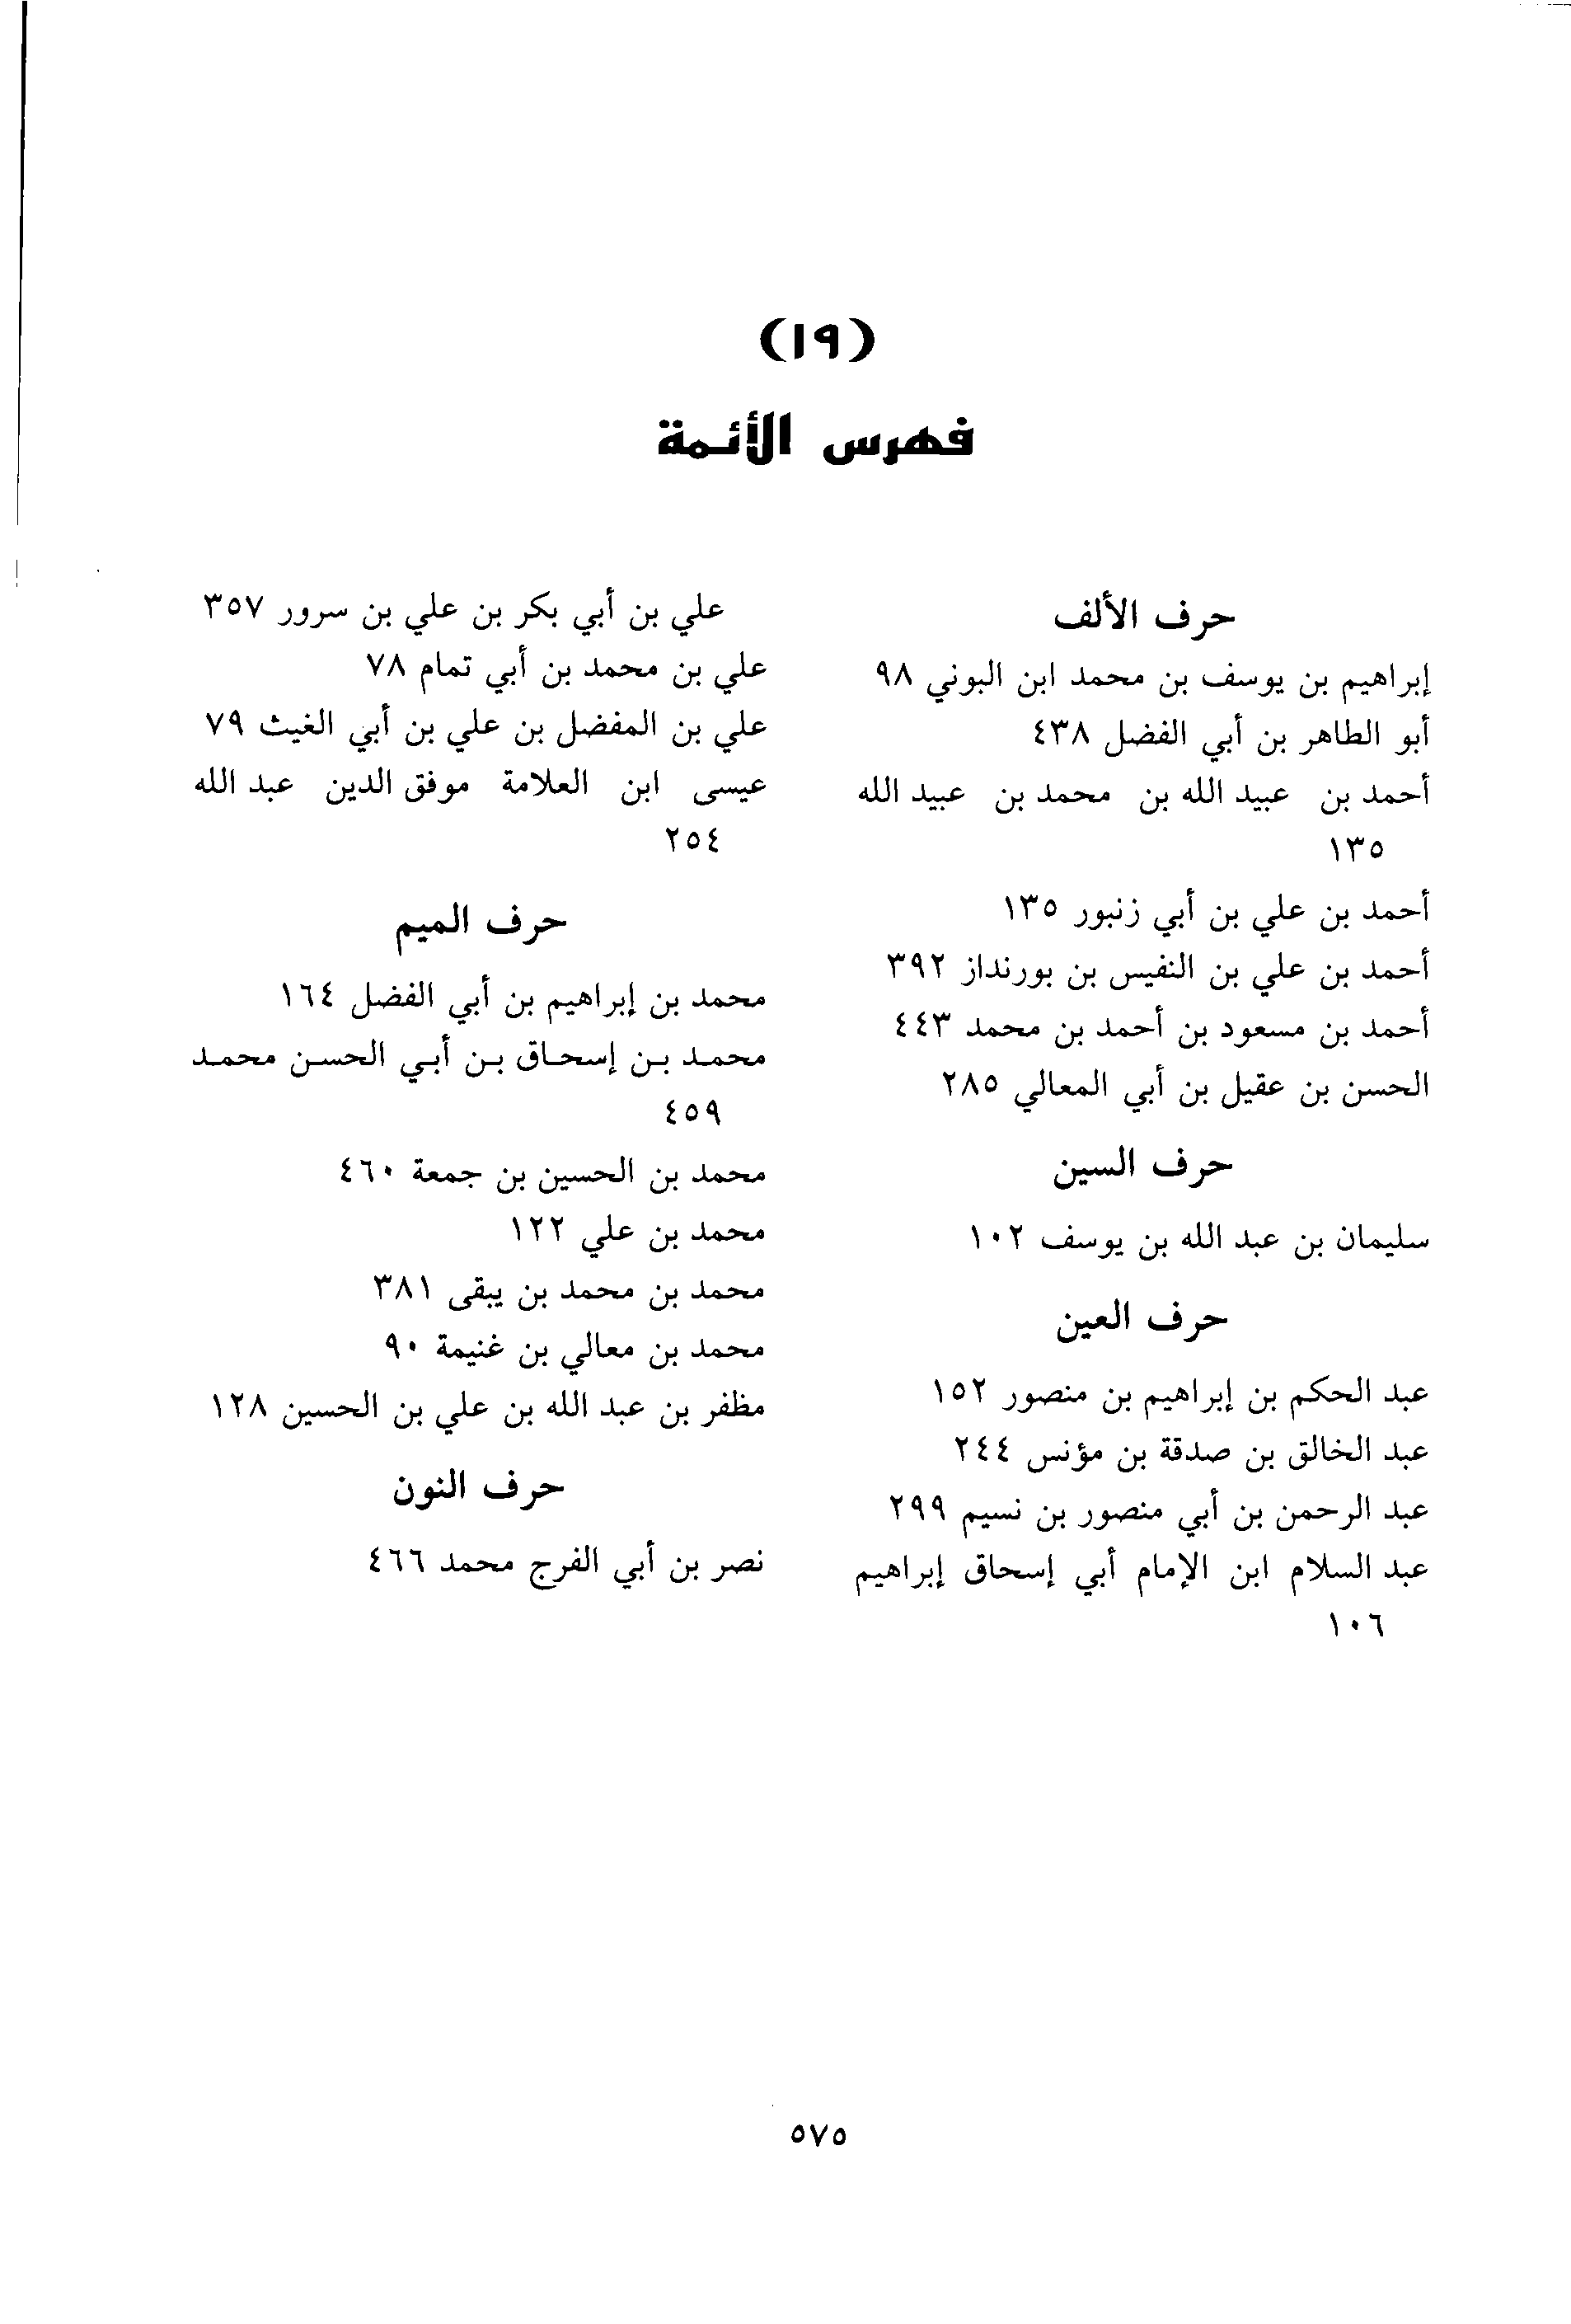 (١٩)
فهرس الأئمة
حرف الألف
إبراهيم بن يوسف بن محمد ابن البوني ٩٨
أبو الطاهر بن أبي الفضل ٤٣٨
أحمد بن عبيد الله بن محمد بن عبيد الله
١٣٥
أحمد بن علي بن أبي زنبور ١٣٥
أحمد بن علي بن النفيس بن بورنداز ٣٩٢
أحمد بن مسعود بن أحمد بن محمد ٤٤٣
الحسن بن عقيل بن أبي المعالي ٢٨٥
حرف السين
سليمان بن عبد الله بن يوسف ١٠٢
حرف العين
عبد الحكم بن إبراهيم بن منصور ١٥٢
عبد الخالق بن صدقة بن مؤنس ٢٤٤
عبد الرحمن بن أبي منصور بن نسيم ٢٩٩
عبد السلام ابن الإمام أبي إسحاق إبراهيم
١٠٦
علي بن أبي بكر بن علي بن سرور ٣٥٧
علي بن محمد بن أبي تمام ٧٨
علي بن المفضل بن علي بن أبي الغيث ٧٩
عيسى ابن العلامة موفق الدين عبد الله
٢٥٤
حرف الميم
محمد بن إبراهيم بن أبي الفضل ١٦٤
محمد بن إسحاق بن أبي الحسن محمد
٤٥٩
محمد بن الحسين بن جمعة ٤٦٠
محمد بن علي ١٢٢
محمد بن محمد بن يبقى ٣٨١
محمد بن معالي بن غنيمة ٩٠
مظفر بن عبد الله بن علي بن الحسين ١٢٨
حرف النون
نصر بن أبي الفرج محمد ٤٦٦
٥٧٥